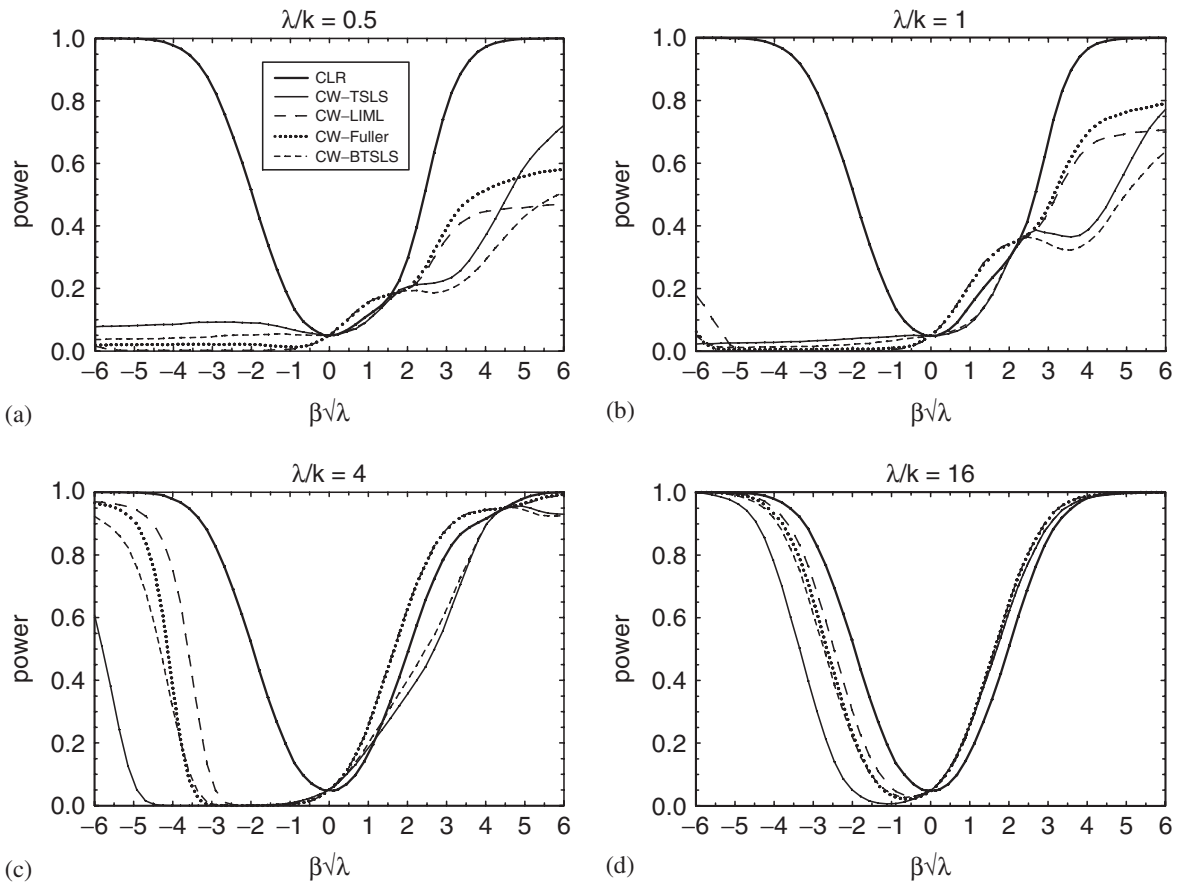 λ/k = 0.5
1.0
0.8
0.6
0.4
0.2
0.0
power
CLR
CW–TSLS
CW–LIML
CW–Fuller
CW–BTSLS
–6 –5 –4 –3 –2 –1 0 1 2 3 4 5 6
(a)
β√λ
λ/k = 1
1.0
0.8
0.6
0.4
0.2
0.0
power
–6 –5 –4 –3 –2 –1 0 1 2 3 4 5 6
(b)
β√λ
λ/k = 4
1.0
0.8
0.6
0.4
0.2
0.0
power
–6 –5 –4 –3 –2 –1 0 1 2 3 4 5 6
(c)
β√λ
λ/k = 16
1.0
0.8
0.6
0.4
0.2
0.0
power
–6 –5 –4 –3 –2 –1 0 1 2 3 4 5 6
(d)
β√λ